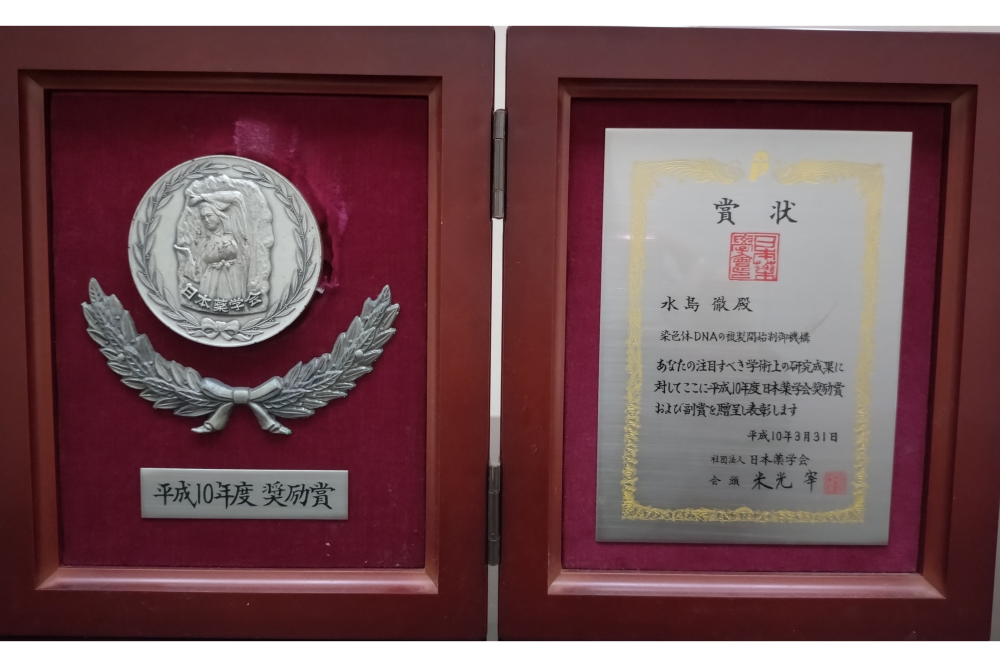 日本薬学会
平成10年度 奨励賞
賞状
日本薬
學會印
水島 徹 殿
染色体DNAの複製開始制御機構
あなたの注目すべき学術上の研究成果に
対してここに平成10年度日本薬学会奨励賞
および副賞を贈呈し表彰します
平成10年3月31日
社団法人 日本薬学会
会頭 米光 宰